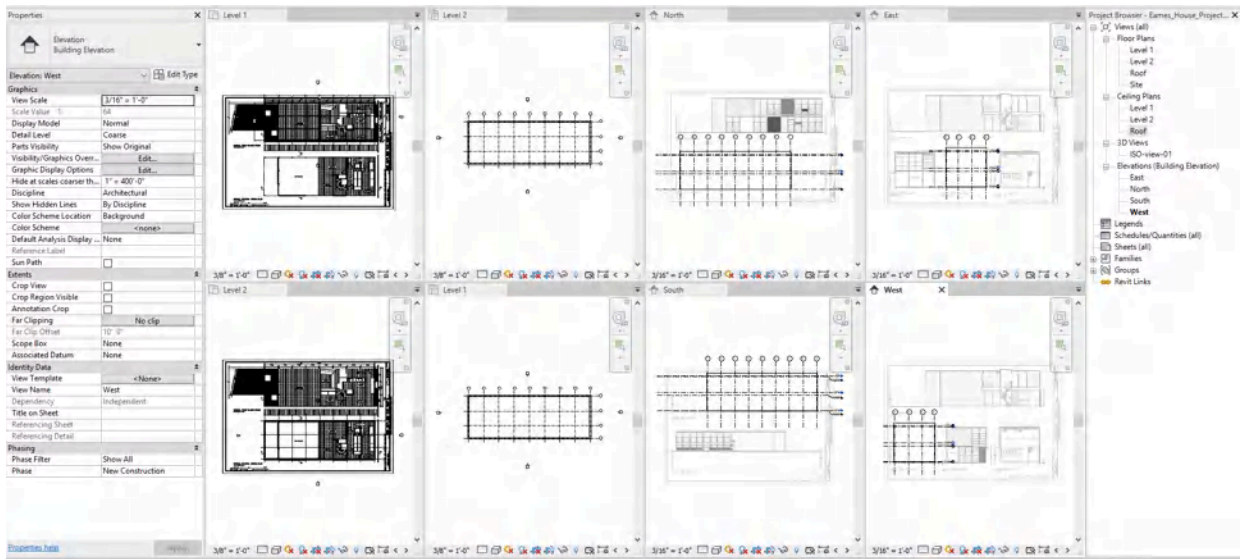 Properties
Elevation
Building Elevation
Elevation: West
Edit Type
Graphics
View Scale 3/16" = 1'-0"
Scale Value 1: 64
Display Model Normal
Detail Level Coarse
Parts Visibility Show Original
Visibility/Graphics Overr... Edit...
Graphic Display Options Edit...
Hide at scales coarser th... 1" = 400'-0"
Discipline Architectural
Show Hidden Lines By Discipline
Color Scheme Location Background
Color Scheme <none>
Default Analysis Display ... None
Reference Label
Sun Path
Extents
Crop View
Crop Region Visible
Annotation Crop
Far Clipping No clip
Far Clip Offset 10' 0"
Scope Box None
Associated Datum None
Identity Data
View Template <None>
View Name West
Dependency Independent
Title on Sheet
Referencing Sheet
Referencing Detail
Phasing
Phase Filter Show All
Phase New Construction
Properties help
Apply
Level 1
3/8" = 1'-0"
Level 2
3/8" = 1'-0"
North
3/16" = 1'-0"
East
3/16" = 1'-0"
Level 2
3/8" = 1'-0"
Level 1
3/8" = 1'-0"
South
3/16" = 1'-0"
West
3/16" = 1'-0"
Project Browser - Eames_House_Project...
Views (all)
Floor Plans
Level 1
Level 2
Roof
Site
Ceiling Plans
Level 1
Level 2
Roof
3D Views
ISO-view-01
Elevations (Building Elevation)
East
North
South
West
Legends
Schedules/Quantities (all)
Sheets (all)
Families
Groups
Revit Links